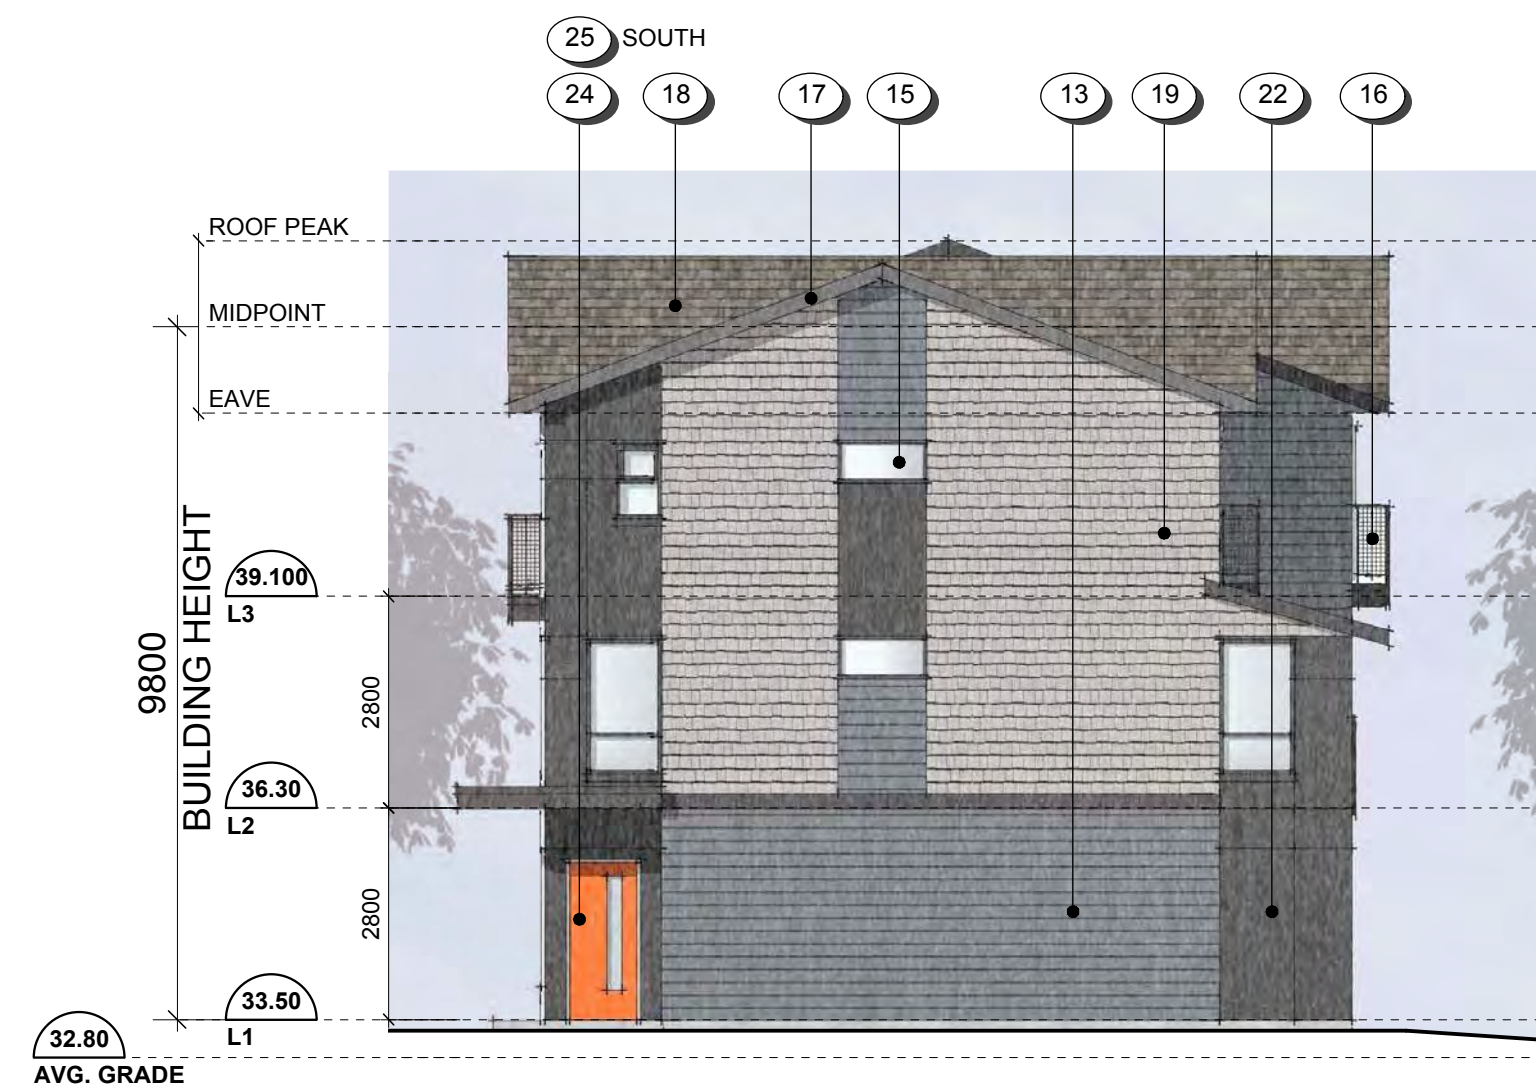 25 SOUTH
24 18 17 15 13 19 22 16
ROOF PEAK
MIDPOINT
EAVE
39.100
L3
9800
BUILDING HEIGHT
2800
36.30
L2
2800
33.50
L1
32.80
AVG. GRADE